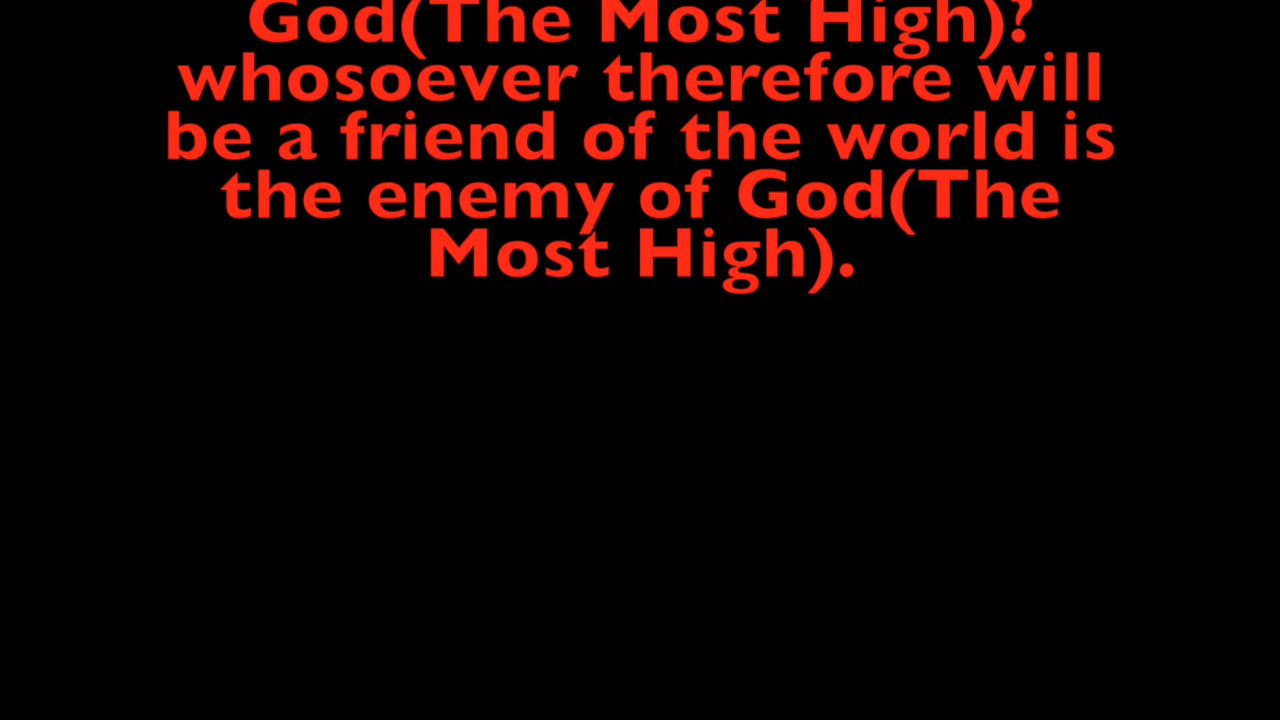 God(The Most High)?
whosoever therefore will
be a friend of the world is
the enemy of God(The
Most High).